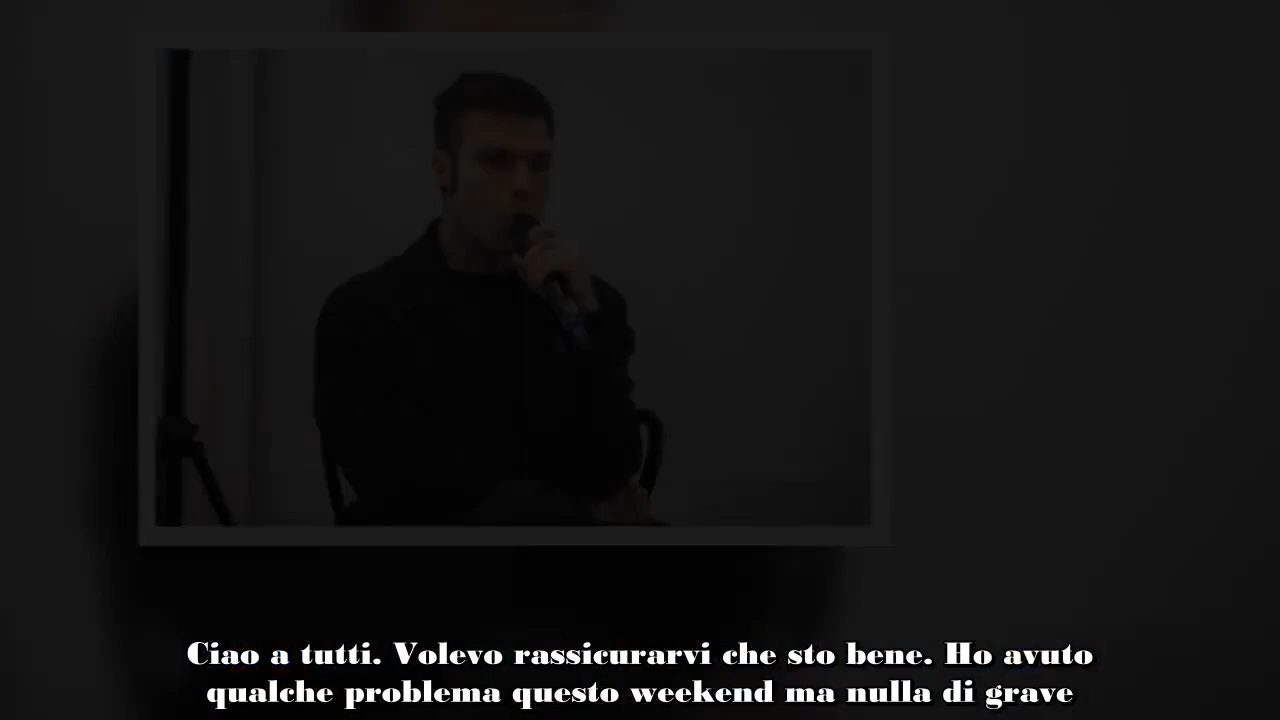 Ciao a tutti. Volevo rassicurarvi che sto bene. Ho avuto
qualche problema questo weekend ma nulla di grave